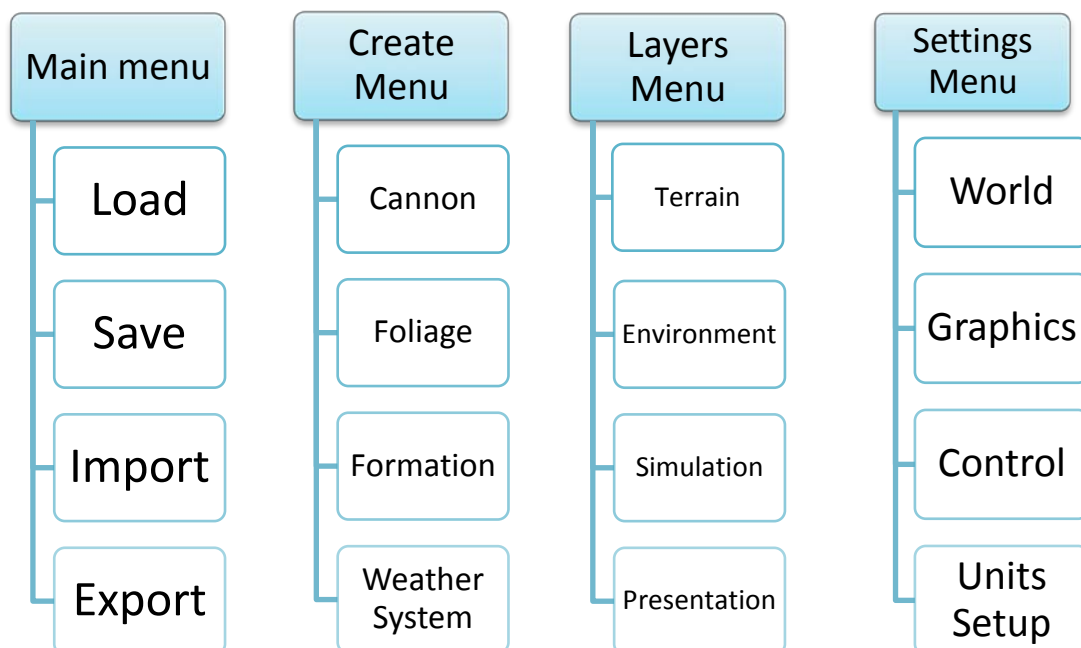 Main menu
Load
Save
Import
Export
Create
Menu
Cannon
Foliage
Formation
Weather
System
Layers
Menu
Terrain
Environment
Simulation
Presentation
Settings
Menu
World
Graphics
Control
Units
Setup